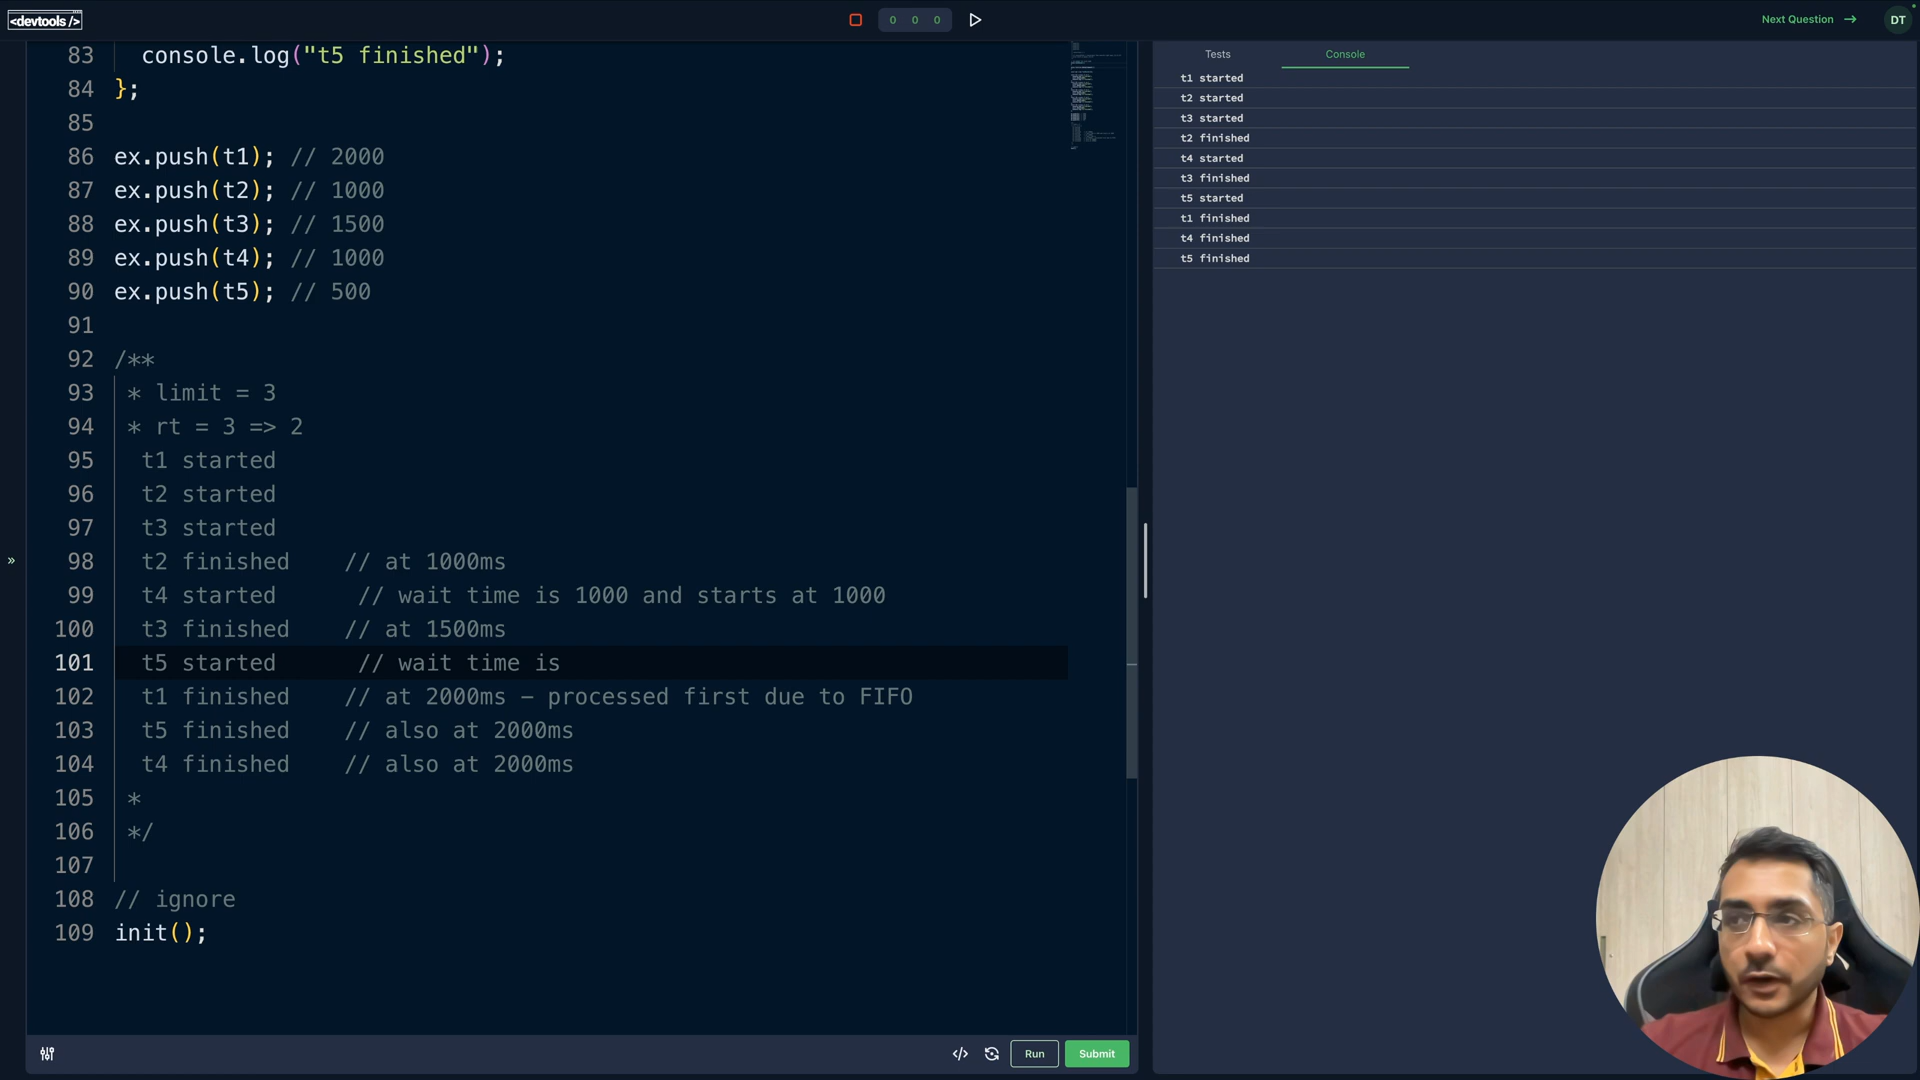 <devtools />
0 0 0
Next Question
DT
83 console.log("t5 finished");
84 };
85
86 ex.push(t1); // 2000
87 ex.push(t2); // 1000
88 ex.push(t3); // 1500
89 ex.push(t4); // 1000
90 ex.push(t5); // 500
91
92 /**
93 * limit = 3
94 * rt = 3 => 2
95 t1 started
96 t2 started
97 t3 started
98 t2 finished // at 1000ms
99 t4 started // wait time is 1000 and starts at 1000
100 t3 finished // at 1500ms
101 t5 started // wait time is
102 t1 finished // at 2000ms – processed first due to FIFO
103 t5 finished // also at 2000ms
104 t4 finished // also at 2000ms
105 *
106 */
107
108 // ignore
109 init();
»
</>
Run
Submit
Tests
Console
t1 started
t2 started
t3 started
t2 finished
t4 started
t3 finished
t5 started
t1 finished
t4 finished
t5 finished